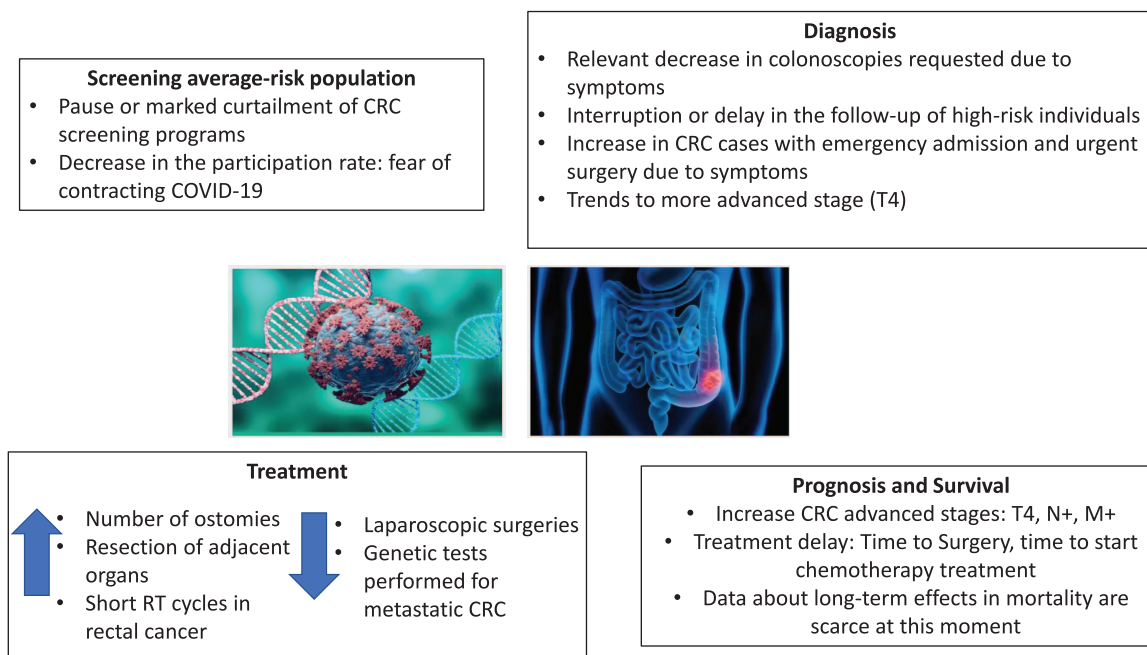 Screening average-risk population
• Pause or marked curtailment of CRC
screening programs
• Decrease in the participation rate: fear of
contracting COVID-19
Diagnosis
• Relevant decrease in colonoscopies requested due to
symptoms
• Interruption or delay in the follow-up of high-risk individuals
• Increase in CRC cases with emergency admission and urgent
surgery due to symptoms
• Trends to more advanced stage (T4)
Treatment
• Number of ostomies
• Resection of adjacent
organs
• Short RT cycles in
rectal cancer
• Laparoscopic surgeries
• Genetic tests
performed for
metastatic CRC
Prognosis and Survival
• Increase CRC advanced stages: T4, N+, M+
• Treatment delay: Time to Surgery, time to start
chemotherapy treatment
• Data about long-term effects in mortality are
scarce at this moment